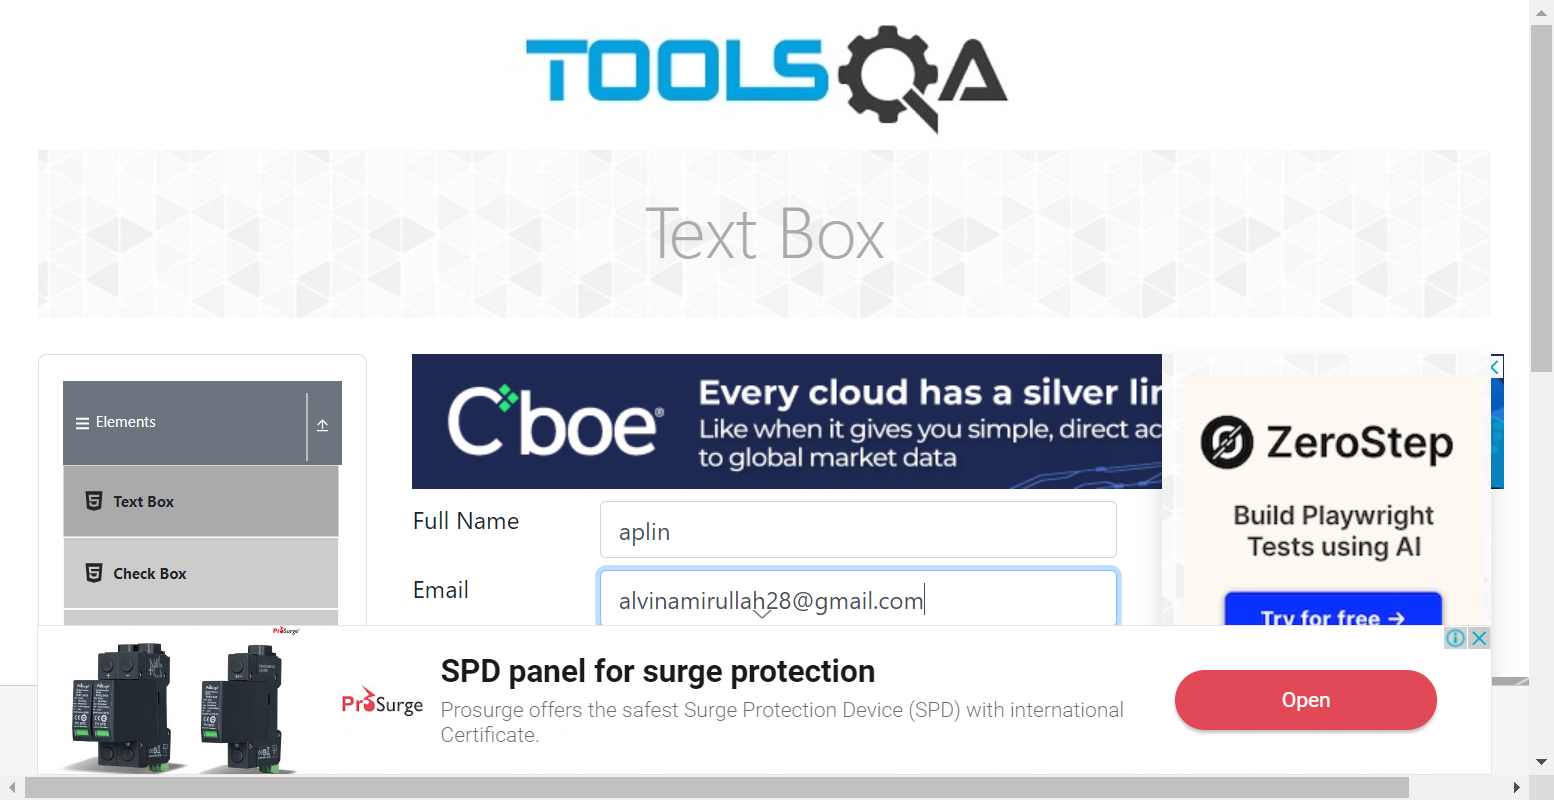 TOOLSQA
Text Box
Elements
Text Box
Check Box
Cboe®
Every cloud has a silver lin
Like when it gives you simple, direct ac
to global market data
Full Name
aplin
Email
alvinamirullah28@gmail.com
ZeroStep
Build Playwright
Tests using AI
Try for free →
ProSurge
ProSurge
SPD panel for surge protection
Prosurge offers the safest Surge Protection Device (SPD) with international
Certificate.
Open